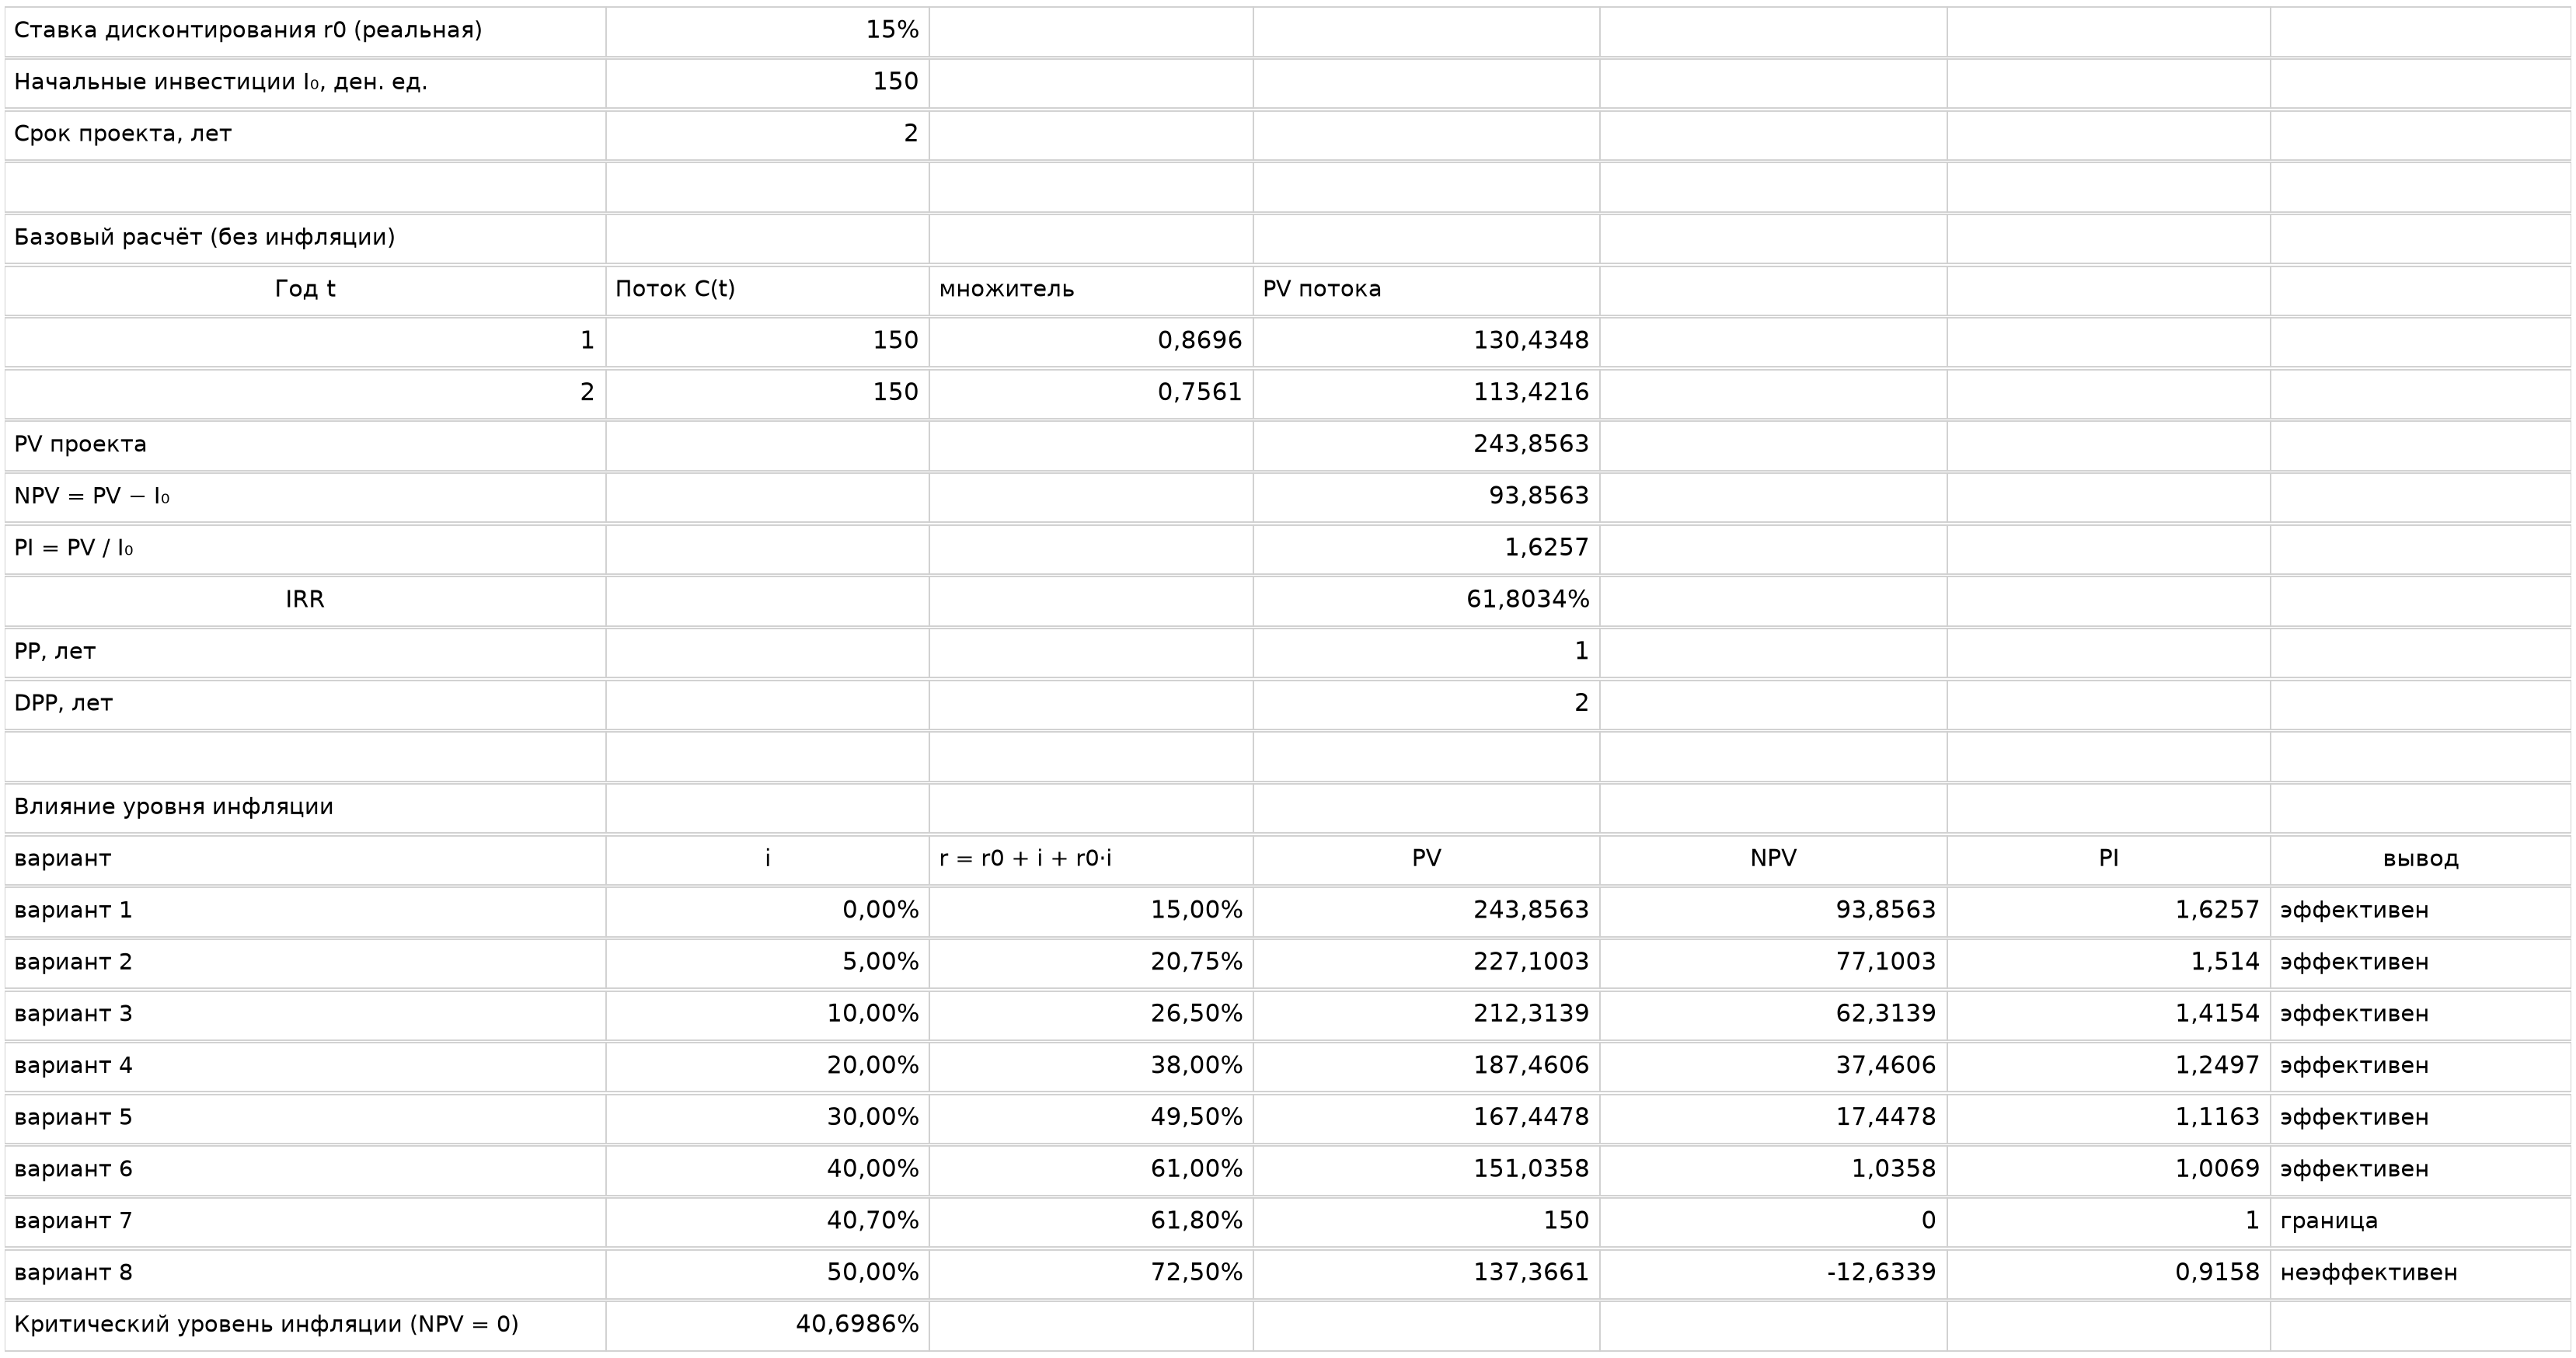 Ставка дисконтирования r0 (реальная) 15%
Начальные инвестиции I₀, ден. ед. 150
Срок проекта, лет 2
Базовый расчёт (без инфляции)
Год t Поток C(t) множитель PV потока
1 150 0,8696 130,4348
2 150 0,7561 113,4216
PV проекта 243,8563
NPV = PV − I₀ 93,8563
PI = PV / I₀ 1,6257
IRR 61,8034%
PP, лет 1
DPP, лет 2
Влияние уровня инфляции
вариант i r = r0 + i + r0·i PV NPV PI вывод
вариант 1 0,00% 15,00% 243,8563 93,8563 1,6257 эффективен
вариант 2 5,00% 20,75% 227,1003 77,1003 1,514 эффективен
вариант 3 10,00% 26,50% 212,3139 62,3139 1,4154 эффективен
вариант 4 20,00% 38,00% 187,4606 37,4606 1,2497 эффективен
вариант 5 30,00% 49,50% 167,4478 17,4478 1,1163 эффективен
вариант 6 40,00% 61,00% 151,0358 1,0358 1,0069 эффективен
вариант 7 40,70% 61,80% 150 0 1 граница
вариант 8 50,00% 72,50% 137,3661 -12,6339 0,9158 неэффективен
Критический уровень инфляции (NPV = 0) 40,6986%